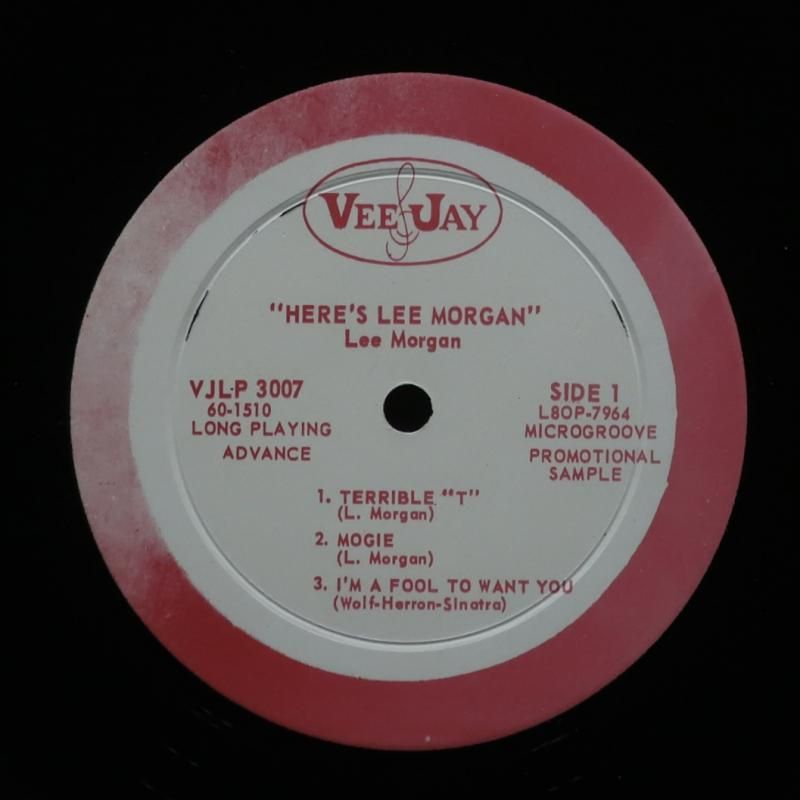 VEE JAY
"HERE'S LEE MORGAN"
Lee Morgan
VJLP 3007
60-1510
LONG PLAYING
ADVANCE
SIDE 1
L8OP-7964
MICROGROOVE
PROMOTIONAL
SAMPLE
1. TERRIBLE "T"
(L. Morgan)
2. MOGIE
(L. Morgan)
3. I'M A FOOL TO WANT YOU
(Wolf-Herron-Sinatra)